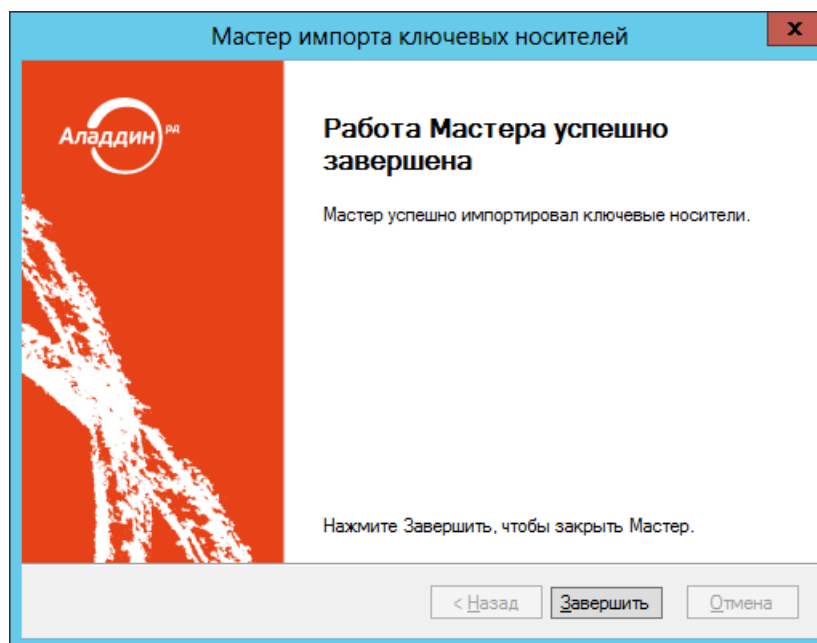 Мастер импорта ключевых носителей
x
Аладдин рд
Работа Мастера успешно
завершена
Мастер успешно импортировал ключевые носители.
Нажмите Завершить, чтобы закрыть Мастер.
< Назад Завершить Отмена